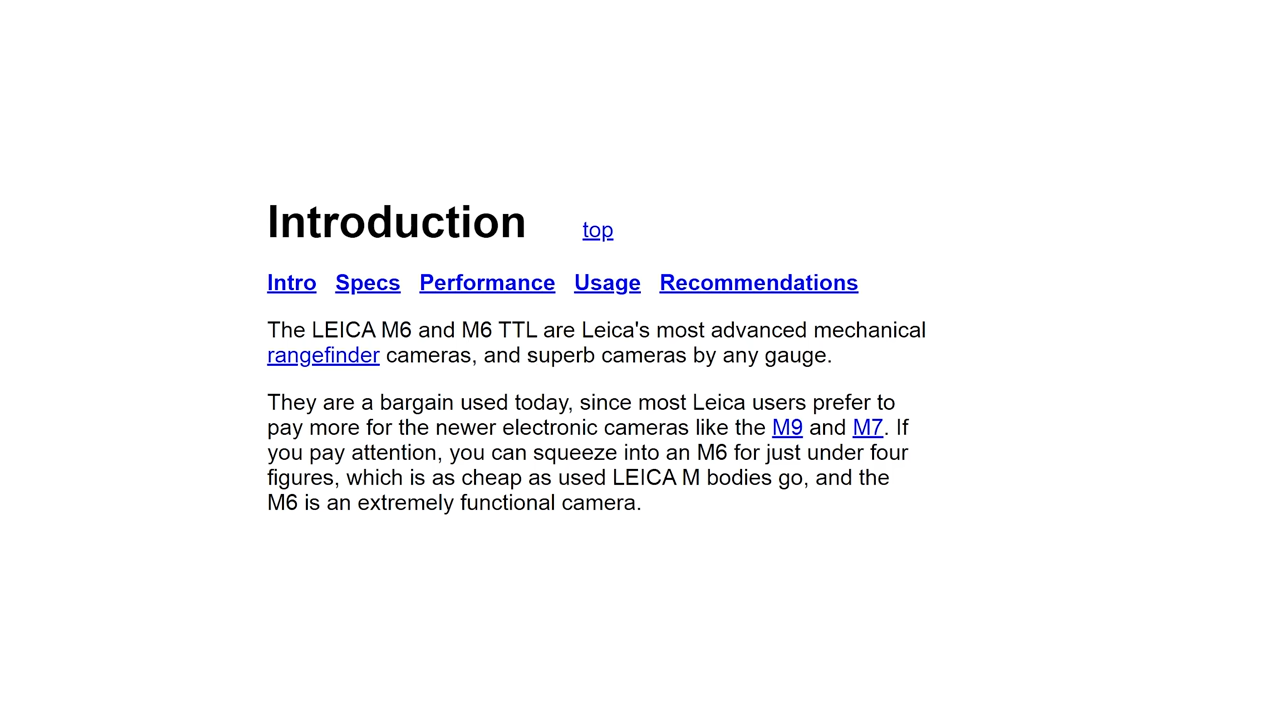 Introduction top
Intro Specs Performance Usage Recommendations
The LEICA M6 and M6 TTL are Leica's most advanced mechanical
rangefinder cameras, and superb cameras by any gauge.
They are a bargain used today, since most Leica users prefer to
pay more for the newer electronic cameras like the M9 and M7. If
you pay attention, you can squeeze into an M6 for just under four
figures, which is as cheap as used LEICA M bodies go, and the
M6 is an extremely functional camera.